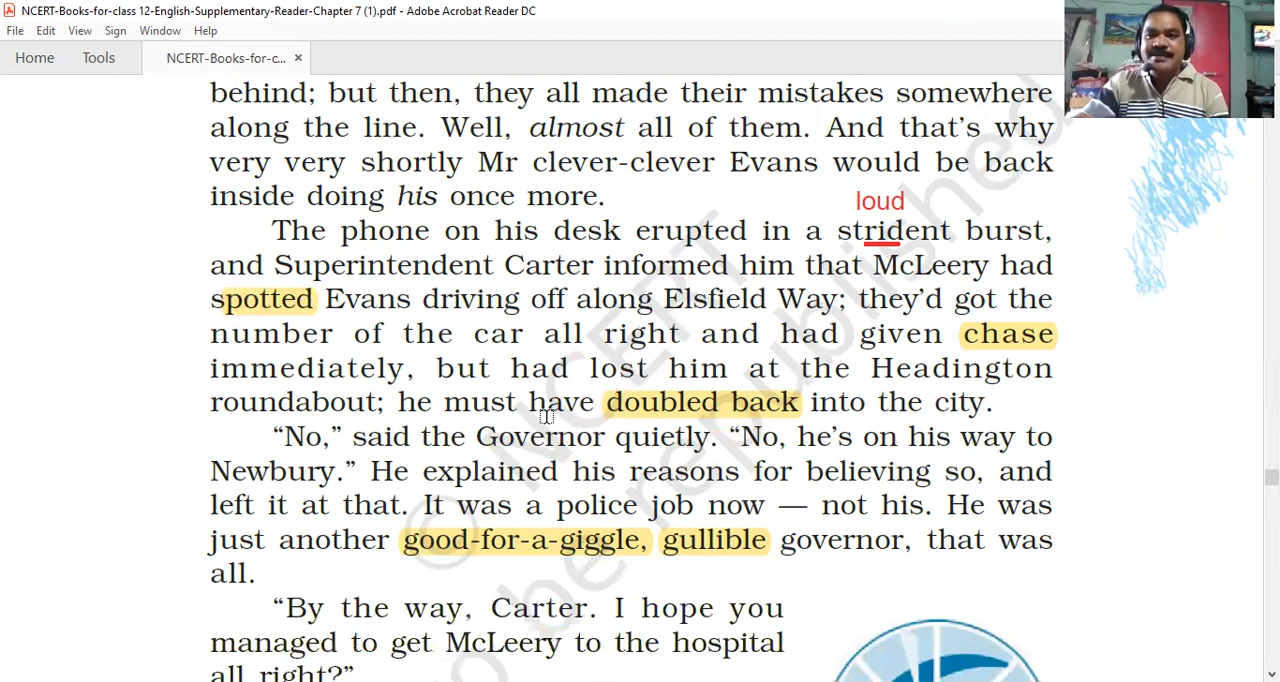 NCERT-Books-for-class 12-English-Supplementary-Reader-Chapter 7 (1).pdf - Adobe Acrobat Reader DC
File Edit View Sign Window Help
Home Tools NCERT-Books-for-c... ×
behind; but then, they all made their mistakes somewhere
along the line. Well, almost all of them. And that's why
very very shortly Mr clever-clever Evans would be back
inside doing his once more.
loud
The phone on his desk erupted in a strident burst,
and Superintendent Carter informed him that McLeery had
spotted Evans driving off along Elsfield Way; they'd got the
number of the car all right and had given chase
immediately, but had lost him at the Headington
roundabout; he must have doubled back into the city.
“No,” said the Governor quietly. “No, he's on his way to
Newbury.” He explained his reasons for believing so, and
left it at that. It was a police job now — not his. He was
just another good-for-a-giggle, gullible governor, that was
all.
“By the way, Carter. I hope you
managed to get McLeery to the hospital
all right?”
© NCERT
be republished